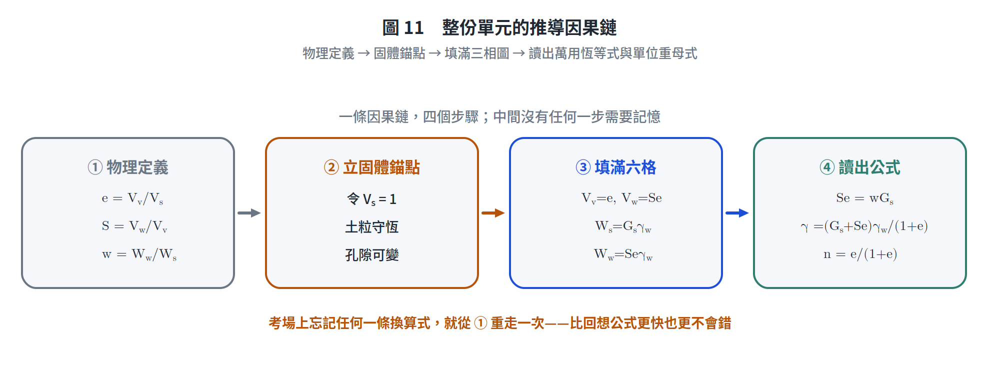 圖 11　整份單元的推導因果鏈
物理定義 → 固體錨點 → 填滿三相圖 → 讀出萬用恆等式與單位重母式
一條因果鏈，四個步驟；中間沒有任何一步需要記憶
① 物理定義
e = Vᵥ/Vₛ
S = V_w/Vᵥ
w = W_w/Wₛ
② 立固體錨點
令 Vₛ = 1
土粒守恆
孔隙可變
③ 填滿六格
Vᵥ=e, V_w=Se
Wₛ=Gₛγ_w
W_w=Seγ_w
④ 讀出公式
Se = wGₛ
γ =(Gₛ+Se)γ_w/(1+e)
n = e/(1+e)
考場上忘記任何一條換算式，就從 ① 重走一次——比回想公式更快也更不會錯